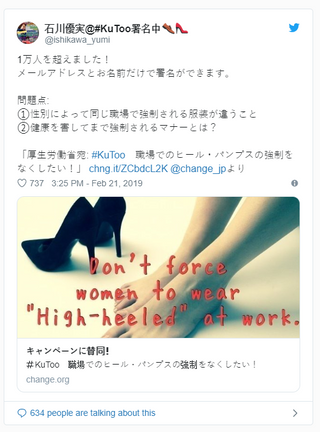 石川優実@#KuToo署名中👠👠
@ishikawa_yumi
1万人を超えました！
メールアドレスとお名前だけで署名ができます。
問題点:
①性別によって同じ職場で強制される服装が違うこと
②健康を害してまで強制されるマナーとは？
「厚生労働省宛: #KuToo　職場でのヒール・パンプスの強制を
なくしたい！」 chng.it/ZCbdcL2K @change_jpより
737 3:25 PM - Feb 21, 2019
Don't force
women to wear
"High-heeled" at work.
キャンペーンに賛同!
#KuToo　職場でのヒール・パンプスの強制をなくしたい！
change.org
634 people are talking about this